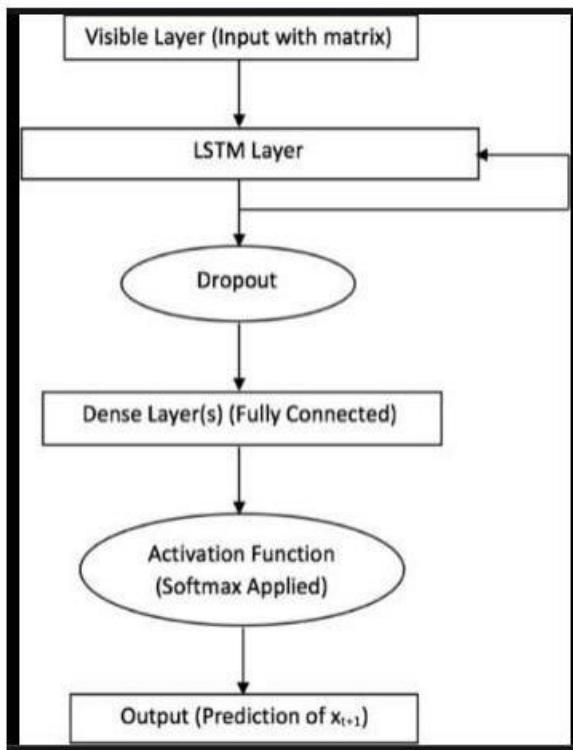 Visible Layer (Input with matrix)
LSTM Layer
Dropout
Dense Layer(s) (Fully Connected)
Activation Function
(Softmax Applied)
Output (Prediction of xₜ₊₁)